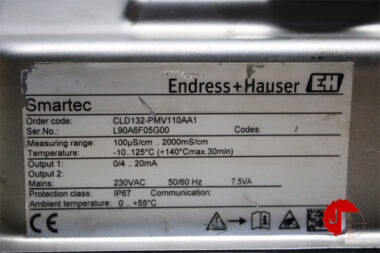 Endress+Hauser EH
Smartec
Order code: CLD132-PMV110AA1
Ser.No.: L90A6F05G00 Codes: /
Measuring range: 100µS/cm .. 2000mS/cm
Temperature: -10..125°C (+140°Cmax.30min)
Output 1: 0/4 .. 20mA
Output 2:
Mains: 230VAC 50/60 Hz 7.5VA
Protection class: IP67
Ambient temperature: 0 ..+55°C
CE